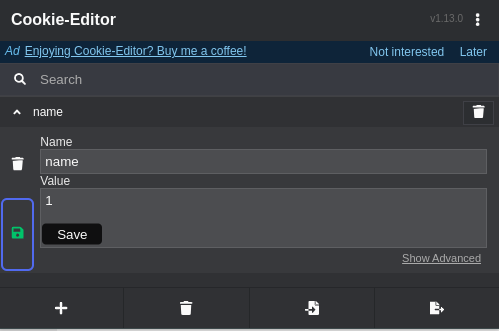 Cookie-Editor
v1.13.0
Ad Enjoying Cookie-Editor? Buy me a coffee! Not interested Later
Search
name
Name
name
Value
1
Save
Show Advanced